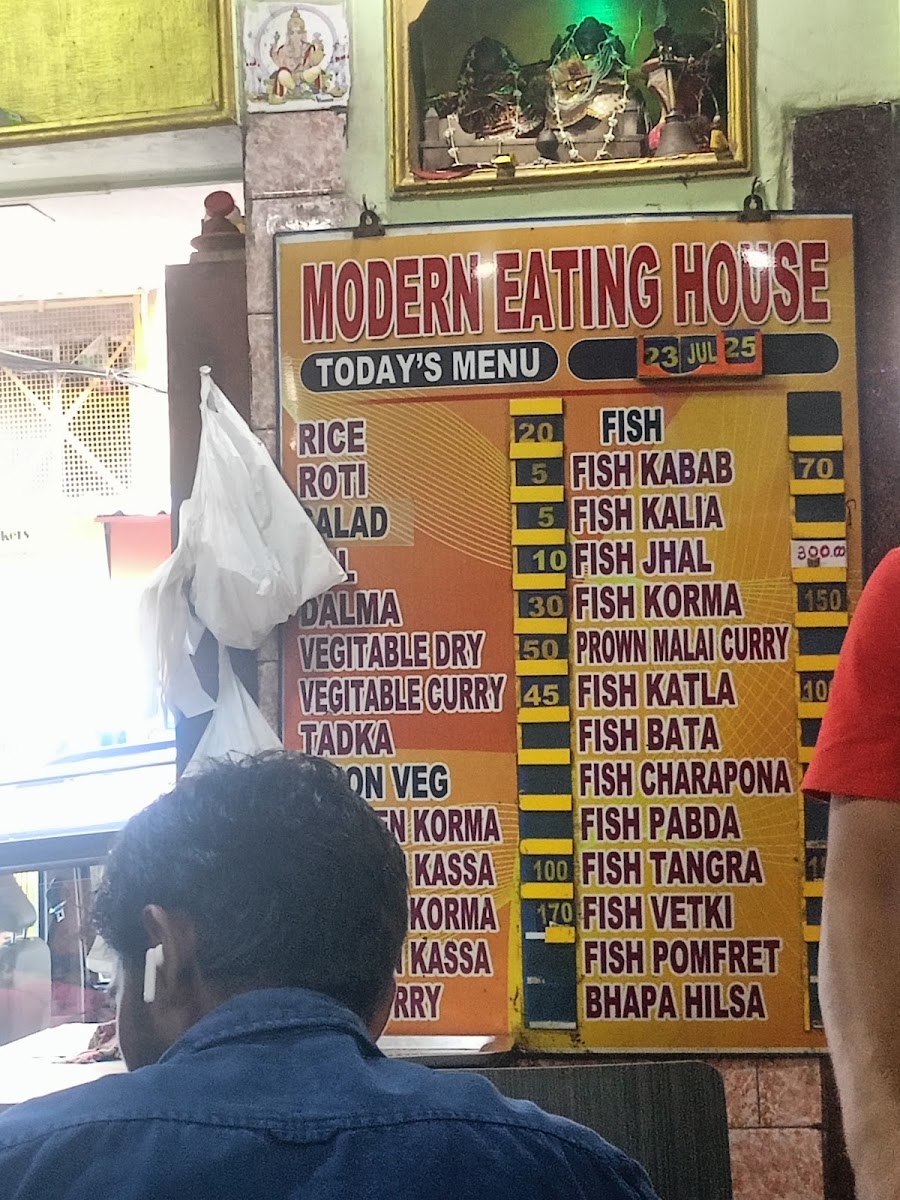 MODERN EATING HOUSE
TODAY'S MENU
23 JUL 25
RICE 20
ROTI 5
SALAD 5
10
DALMA 30
VEGITABLE DRY 50
VEGITABLE CURRY 45
TADKA
NON VEG
KORMA
KASSA 100
KORMA 170
KASSA
FISH
FISH KABAB 70
FISH KALIA
FISH JHAL
FISH KORMA 150
PROWN MALAI CURRY
FISH KATLA
FISH BATA
FISH CHARAPONA
FISH PABDA
FISH TANGRA
FISH VETKI
FISH POMFRET
BHAPA HILSA